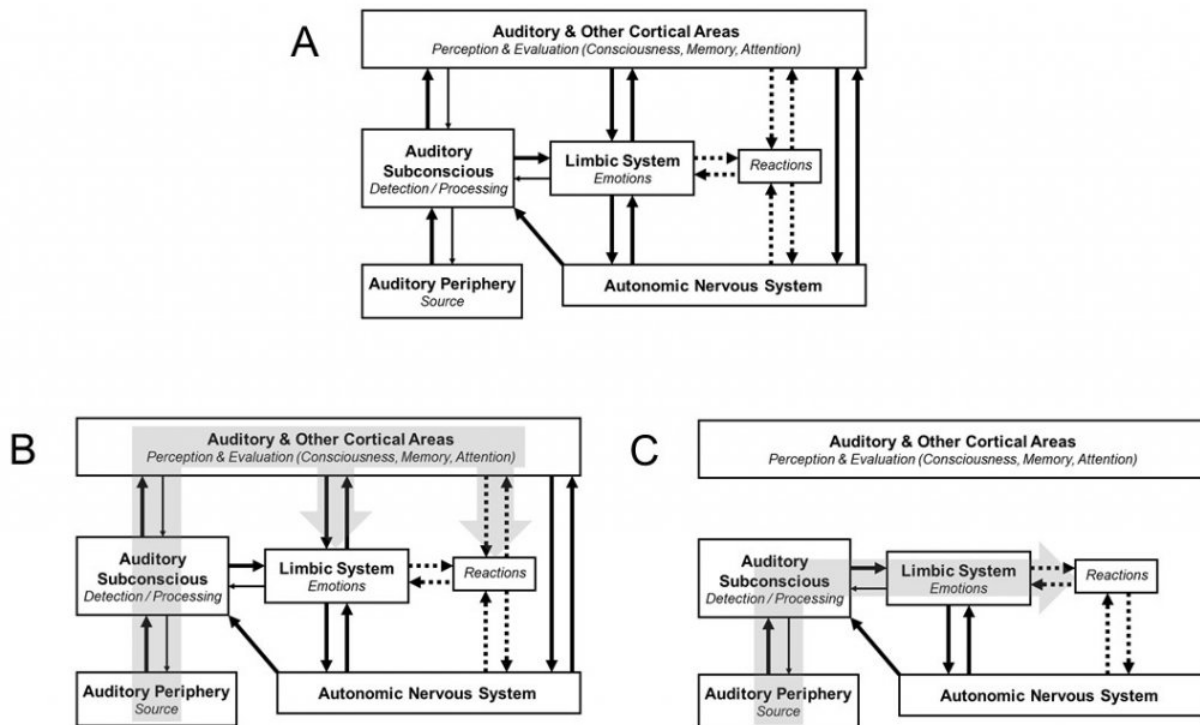 A
Auditory & Other Cortical Areas
Perception & Evaluation (Consciousness, Memory, Attention)
Auditory
Subconscious
Detection / Processing
Limbic System
Emotions
Reactions
Auditory Periphery
Source
Autonomic Nervous System
B
Auditory & Other Cortical Areas
Perception & Evaluation (Consciousness, Memory, Attention)
Auditory
Subconscious
Detection / Processing
Limbic System
Emotions
Reactions
Auditory Periphery
Source
Autonomic Nervous System
C
Auditory & Other Cortical Areas
Perception & Evaluation (Consciousness, Memory, Attention)
Auditory
Subconscious
Detection / Processing
Limbic System
Emotions
Reactions
Auditory Periphery
Source
Autonomic Nervous System